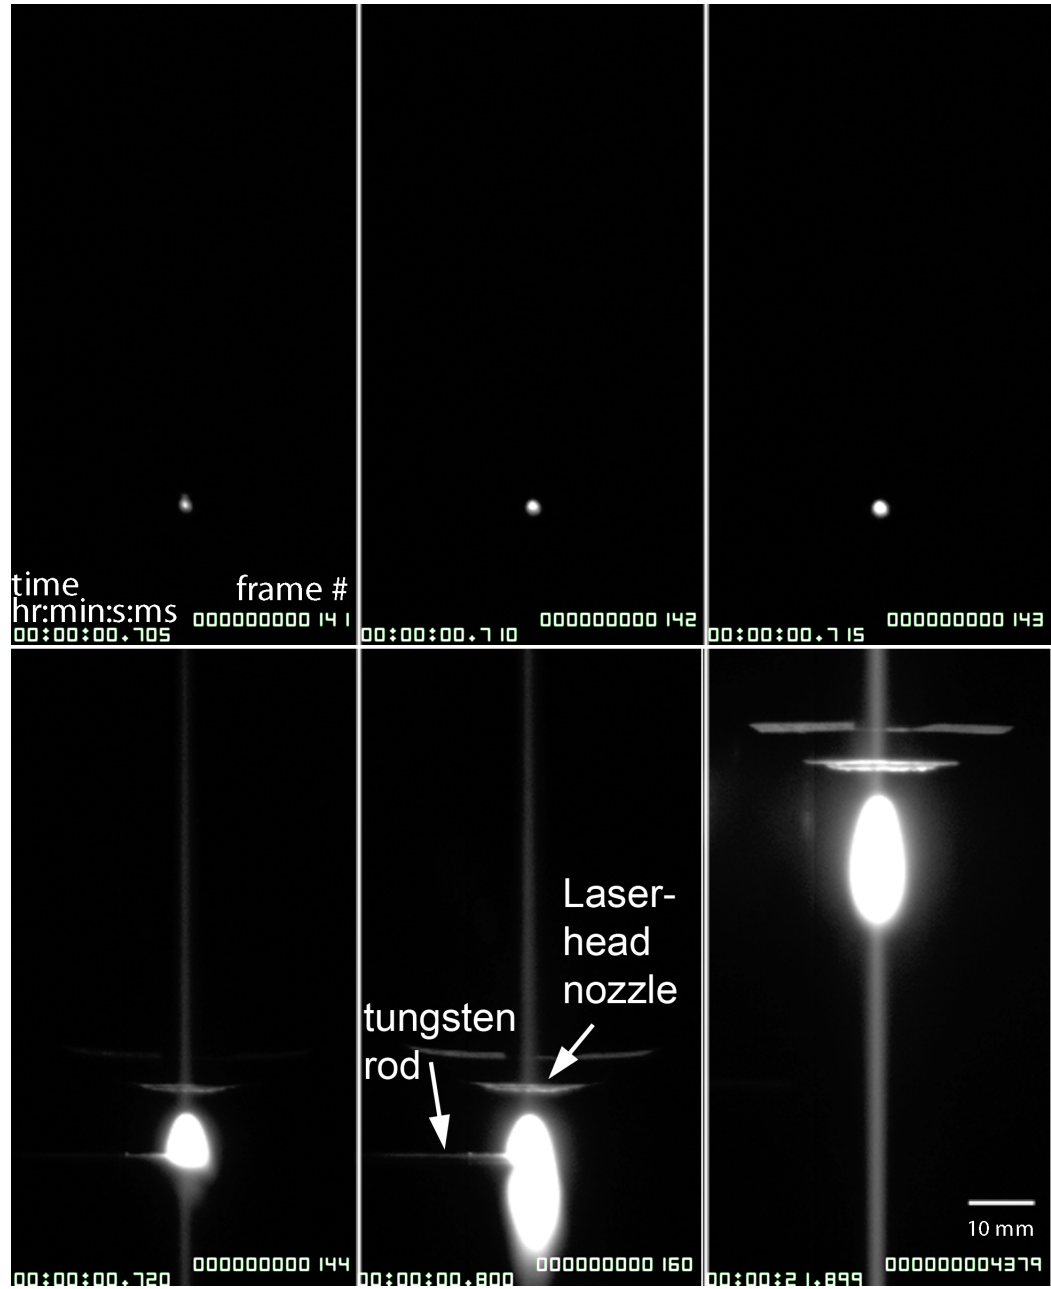 time
frame #
hr:min:s:ms
000000000 141
00:00:00.705
000000000 142
00:00:00.710
000000000 143
00:00:00.715
Laser-
head
nozzle
tungsten
rod
10 mm
000000000 144
00:00:00.720
000000000 160
00:00:00.800
000000004379
00:00:21.899